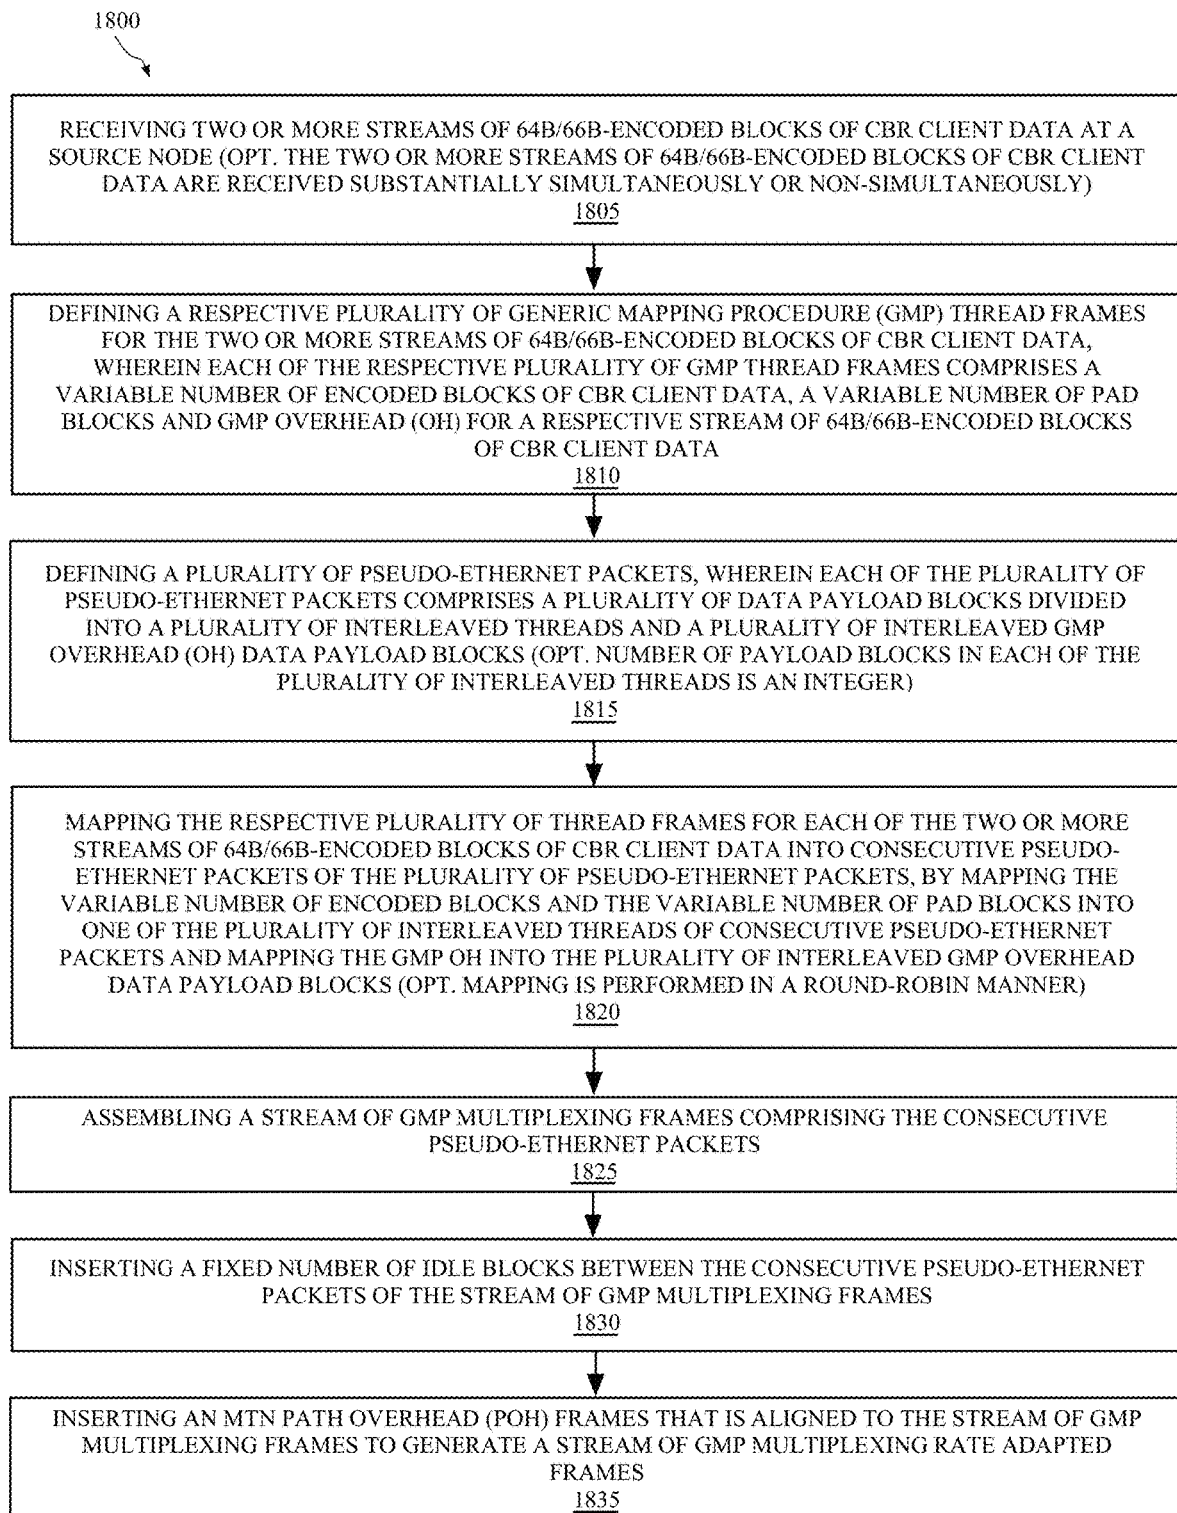 1800
RECEIVING TWO OR MORE STREAMS OF 64B/66B-ENCODED BLOCKS OF CBR CLIENT DATA AT A
SOURCE NODE (OPT. THE TWO OR MORE STREAMS OF 64B/66B-ENCODED BLOCKS OF CBR CLIENT
DATA ARE RECEIVED SUBSTANTIALLY SIMULTANEOUSLY OR NON-SIMULTANEOUSLY)
1805
DEFINING A RESPECTIVE PLURALITY OF GENERIC MAPPING PROCEDURE (GMP) THREAD FRAMES
FOR THE TWO OR MORE STREAMS OF 64B/66B-ENCODED BLOCKS OF CBR CLIENT DATA,
WHEREIN EACH OF THE RESPECTIVE PLURALITY OF GMP THREAD FRAMES COMPRISES A
VARIABLE NUMBER OF ENCODED BLOCKS OF CBR CLIENT DATA, A VARIABLE NUMBER OF PAD
BLOCKS AND GMP OVERHEAD (OH) FOR A RESPECTIVE STREAM OF 64B/66B-ENCODED BLOCKS
OF CBR CLIENT DATA
1810
DEFINING A PLURALITY OF PSEUDO-ETHERNET PACKETS, WHEREIN EACH OF THE PLURALITY OF
PSEUDO-ETHERNET PACKETS COMPRISES A PLURALITY OF DATA PAYLOAD BLOCKS DIVIDED
INTO A PLURALITY OF INTERLEAVED THREADS AND A PLURALITY OF INTERLEAVED GMP
OVERHEAD (OH) DATA PAYLOAD BLOCKS (OPT. NUMBER OF PAYLOAD BLOCKS IN EACH OF THE
PLURALITY OF INTERLEAVED THREADS IS AN INTEGER)
1815
MAPPING THE RESPECTIVE PLURALITY OF THREAD FRAMES FOR EACH OF THE TWO OR MORE
STREAMS OF 64B/66B-ENCODED BLOCKS OF CBR CLIENT DATA INTO CONSECUTIVE PSEUDO-
ETHERNET PACKETS OF THE PLURALITY OF PSEUDO-ETHERNET PACKETS, BY MAPPING THE
VARIABLE NUMBER OF ENCODED BLOCKS AND THE VARIABLE NUMBER OF PAD BLOCKS INTO
ONE OF THE PLURALITY OF INTERLEAVED THREADS OF CONSECUTIVE PSEUDO-ETHERNET
PACKETS AND MAPPING THE GMP OH INTO THE PLURALITY OF INTERLEAVED GMP OVERHEAD
DATA PAYLOAD BLOCKS (OPT. MAPPING IS PERFORMED IN A ROUND-ROBIN MANNER)
1820
ASSEMBLING A STREAM OF GMP MULTIPLEXING FRAMES COMPRISING THE CONSECUTIVE
PSEUDO-ETHERNET PACKETS
1825
INSERTING A FIXED NUMBER OF IDLE BLOCKS BETWEEN THE CONSECUTIVE PSEUDO-ETHERNET
PACKETS OF THE STREAM OF GMP MULTIPLEXING FRAMES
1830
INSERTING AN MTN PATH OVERHEAD (POH) FRAMES THAT IS ALIGNED TO THE STREAM OF GMP
MULTIPLEXING FRAMES TO GENERATE A STREAM OF GMP MULTIPLEXING RATE ADAPTED
FRAMES
1835